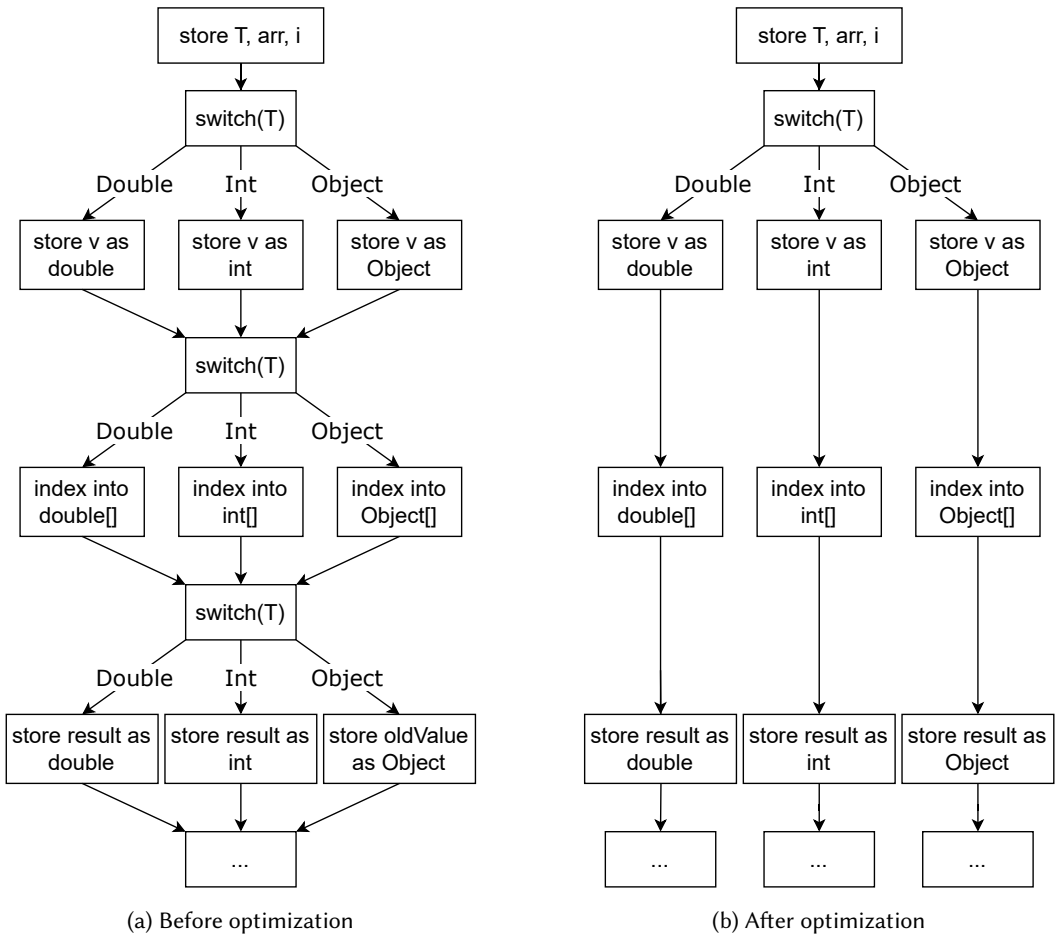 store T, arr, i
switch(T)
Double Int Object
store v as
double
store v as
int
store v as
Object
switch(T)
Double Int Object
index into
double[]
index into
int[]
index into
Object[]
switch(T)
Double Int Object
store result as
double
store result as
int
store oldValue
as Object
...
(a) Before optimization
store T, arr, i
switch(T)
Double Int Object
store v as
double
store v as
int
store v as
Object
index into
double[]
index into
int[]
index into
Object[]
store result as
double
store result as
int
store result as
Object
...
...
...
(b) After optimization